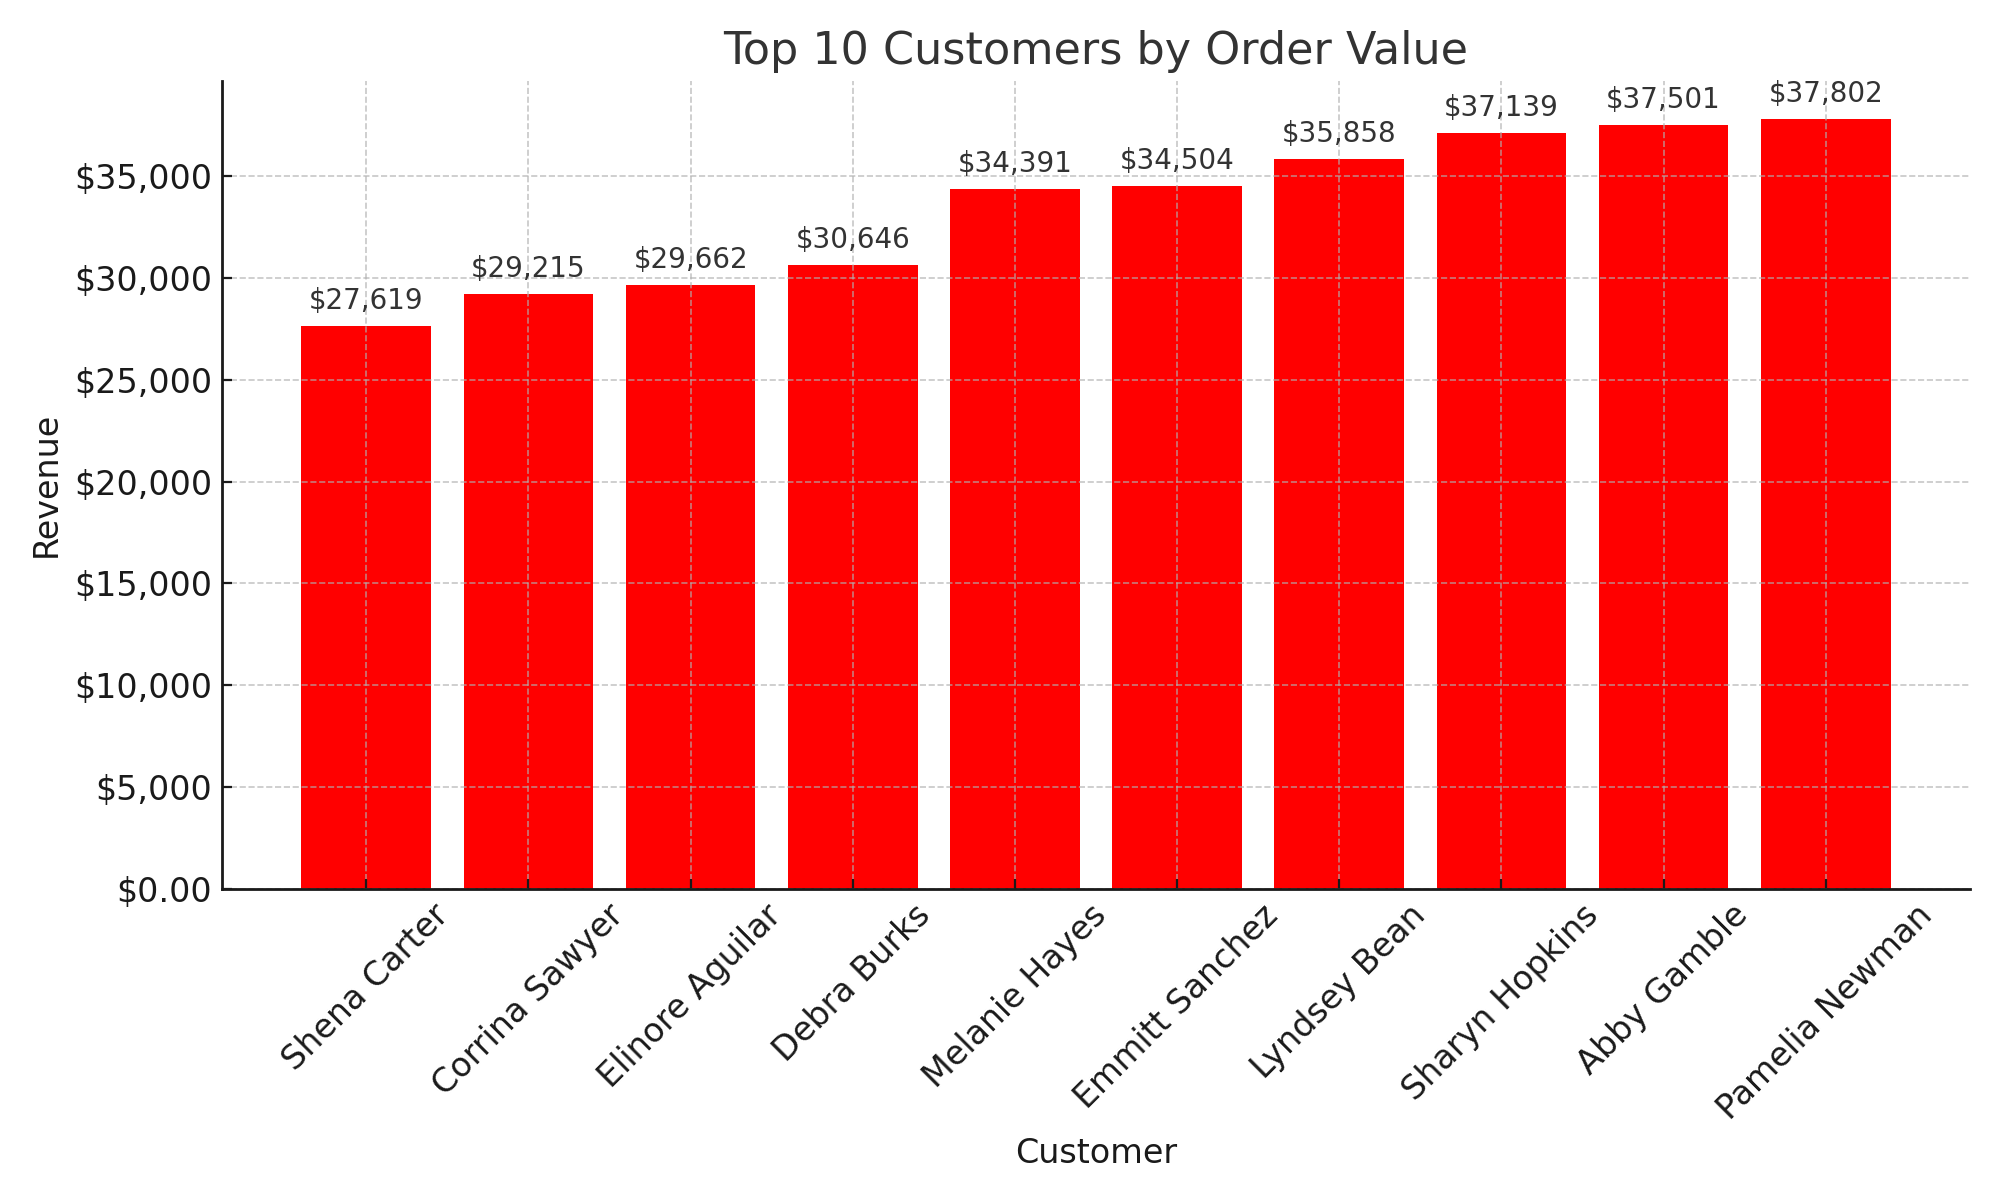 Top 10 Customers by Order Value
Revenue
$35,000
$30,000
$25,000
$20,000
$15,000
$10,000
$5,000
$0.00
$27,619
$29,215
$29,662
$30,646
$34,391
$34,504
$35,858
$37,139
$37,501
$37,802
Shena Carter
Corrina Sawyer
Elinore Aguilar
Debra Burks
Melanie Hayes
Emmitt Sanchez
Lyndsey Bean
Sharyn Hopkins
Abby Gamble
Pamelia Newman
Customer